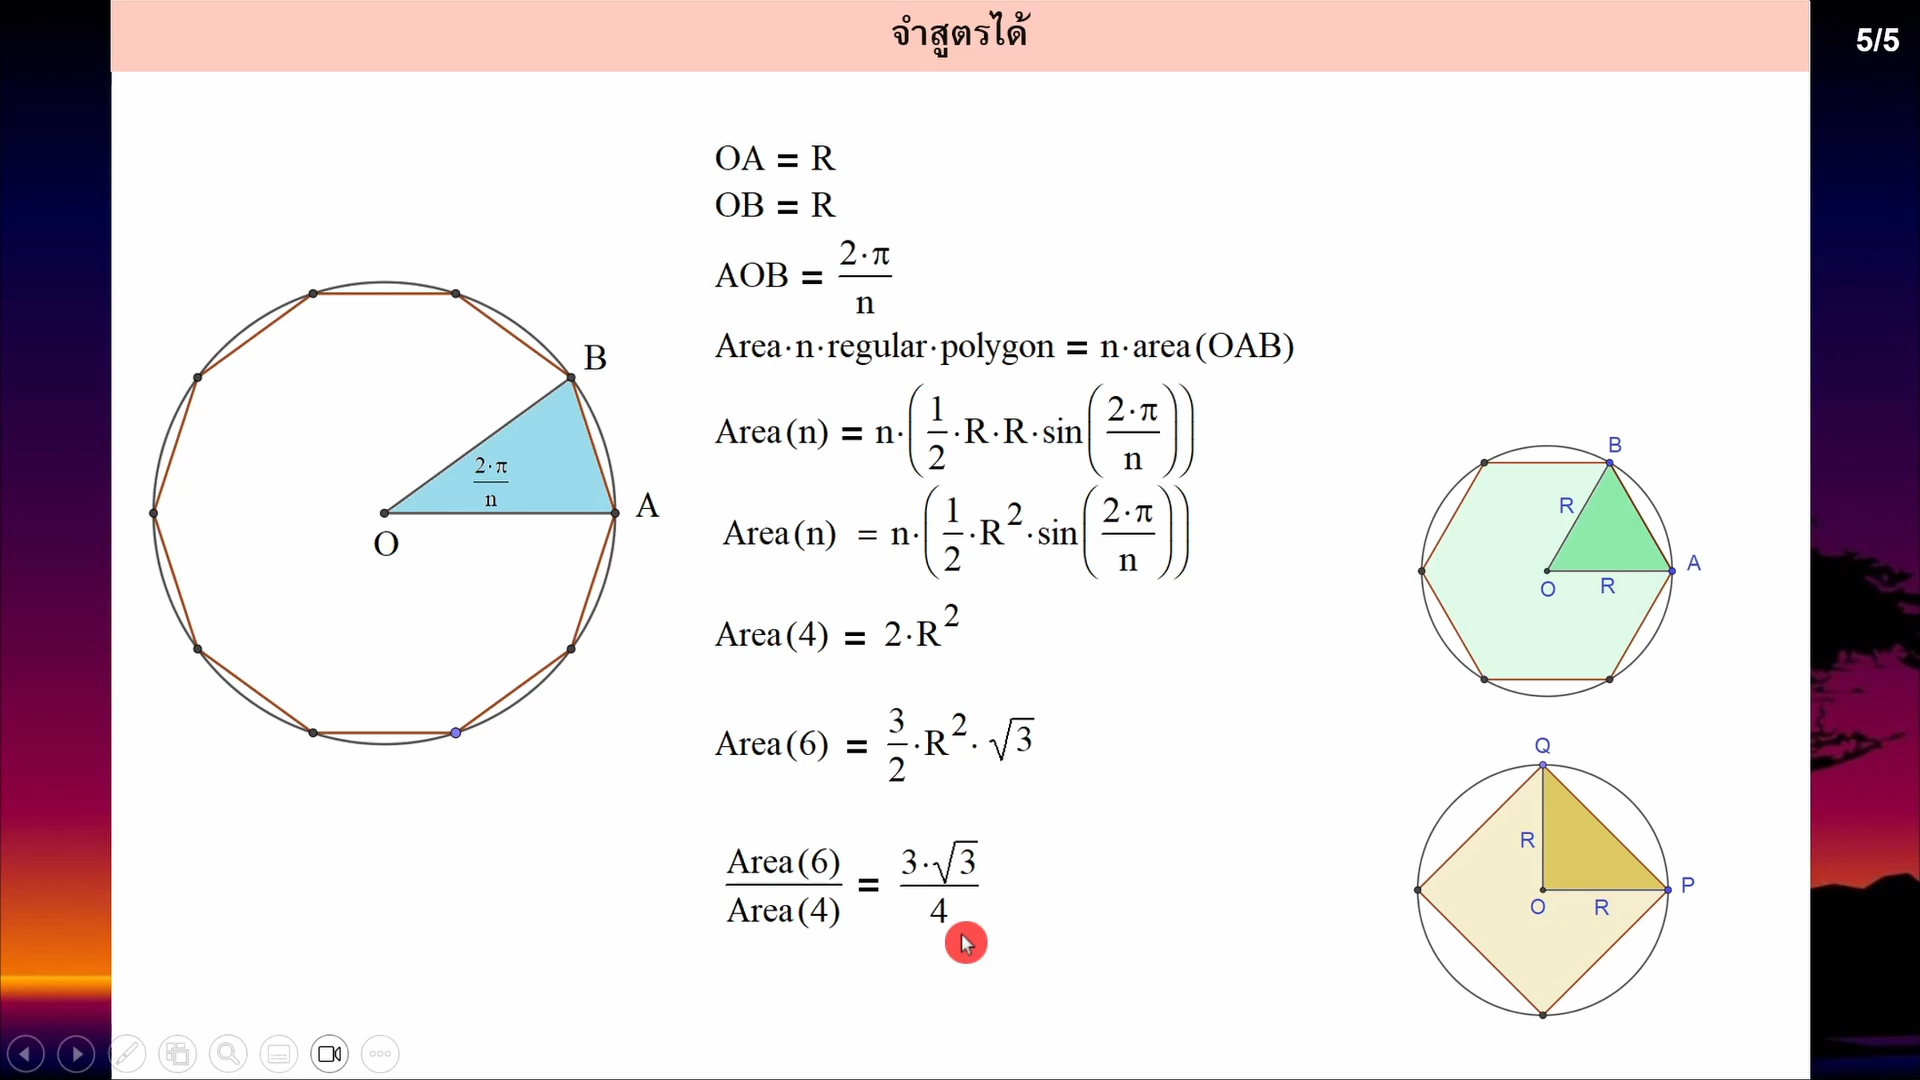 จำสูตรได้
5/5
OA = R
OB = R
AOB = 2·π/n
Area·n·regular·polygon = n·area(OAB)
Area(n) = n·(1/2·R·R·sin(2·π/n))
Area(n) = n·(1/2·R²·sin(2·π/n))
Area(4) = 2·R²
Area(6) = 3/2·R²·√3
Area(6)/Area(4) = 3·√3/4
B
2·π/n
A
O
B
R
A
O
R
Q
R
P
O
R